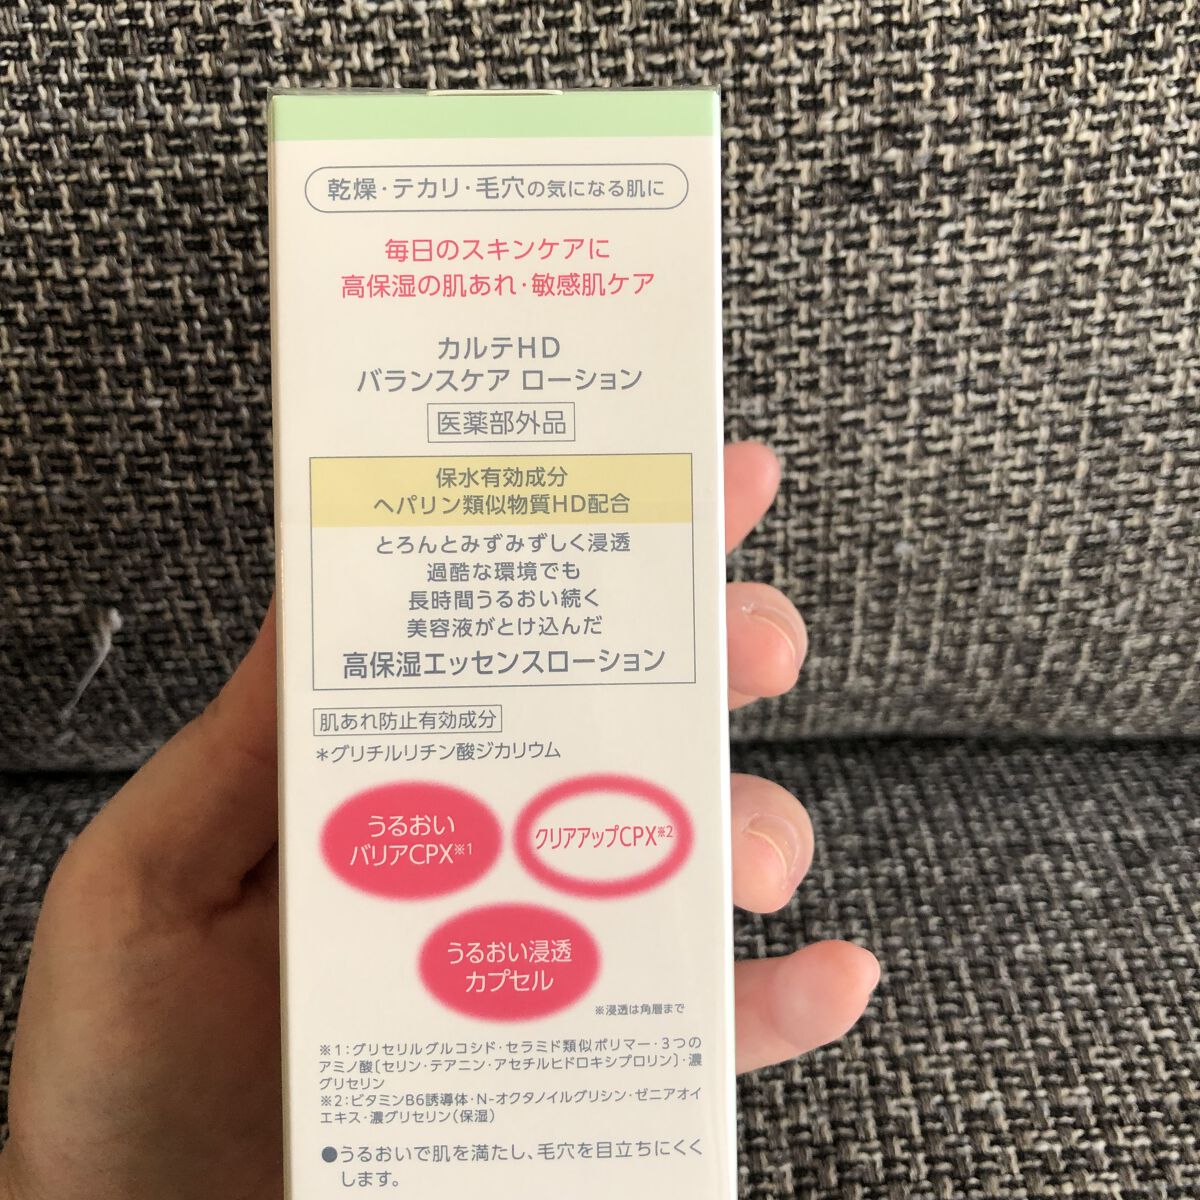 乾燥・テカリ・毛穴の気になる肌に
毎日のスキンケアに
高保湿の肌あれ・敏感肌ケア
カルテHD
バランスケア ローション
医薬部外品
保水有効成分
ヘパリン類似物質HD配合
とろんとみずみずしく浸透
過酷な環境でも
長時間うるおい続く
美容液がとけ込んだ
高保湿エッセンスローション
肌あれ防止有効成分
*グリチルリチン酸ジカリウム
うるおい
バリアCPX※1
クリアアップCPX※2
うるおい浸透
カプセル
※浸透は角層まで
※1:グリセリルグルコシド・セラミド類似ポリマー・3つの
アミノ酸〔セリン・テアニン・アセチルヒドロキシプロリン〕・濃
グリセリン
※2:ビタミンB6誘導体・N-オクタノイルグリシン・ゼニアオイ
エキス・濃グリセリン(保湿)
●うるおいで肌を満たし、毛穴を目立ちにくく
します。